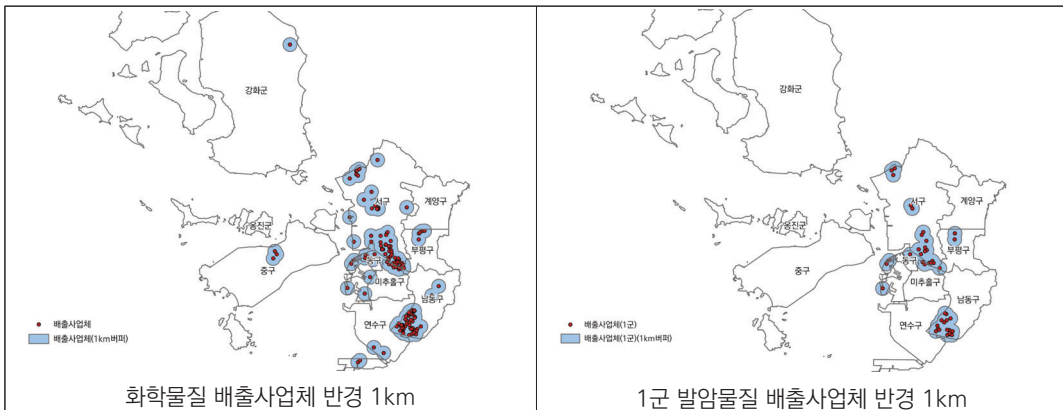 강화군
서구
계양구
옹진군
부평구
중구
동구
미추홀구
남동구
연수구
배출사업체
배출사업체(1km버퍼)
화학물질 배출사업체 반경 1km
강화군
서구
계양구
옹진군
부평구
중구
동구
미추홀구
남동구
연수구
배출사업체(1군)
배출사업체(1군)(1km버퍼)
1군 발암물질 배출사업체 반경 1km